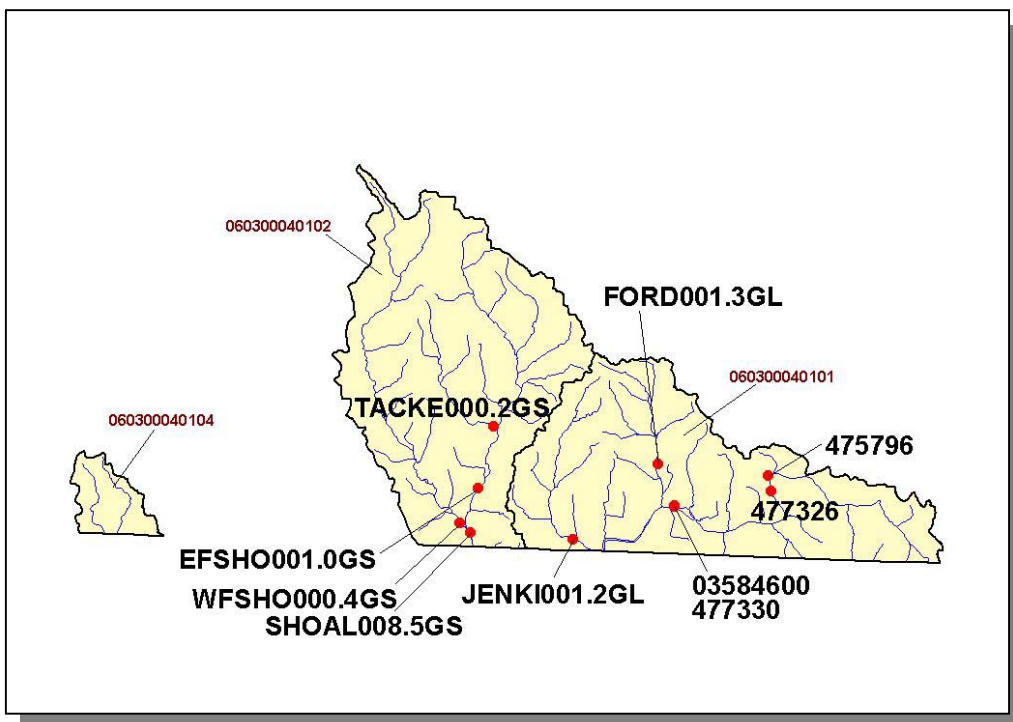 060300040102
FORD001.3GL
060300040101
TACKE000.2GS
060300040104
475796
477326
EFSHO001.0GS
WFSHO000.4GS
SHOAL008.5GS
JENKI001.2GL
03584600
477330